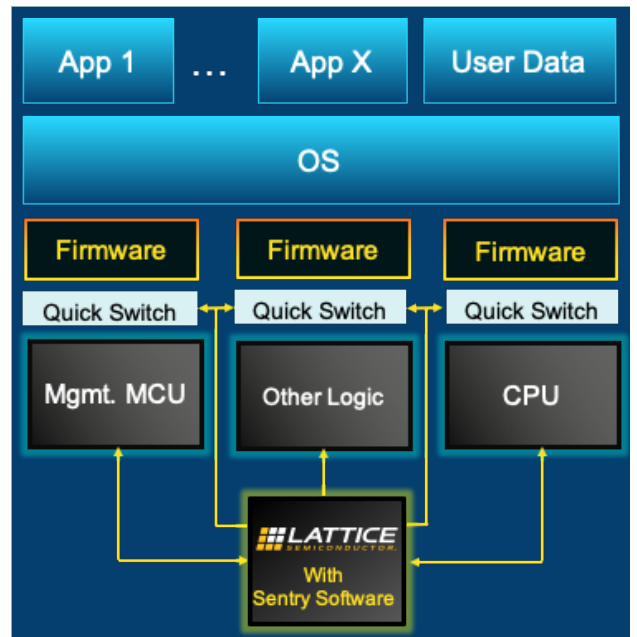 App 1
...
App X
User Data
OS
Firmware
Firmware
Firmware
Quick Switch
Quick Switch
Quick Switch
Mgmt. MCU
Other Logic
CPU
LATTICE
SEMICONDUCTOR.
With
Sentry Software